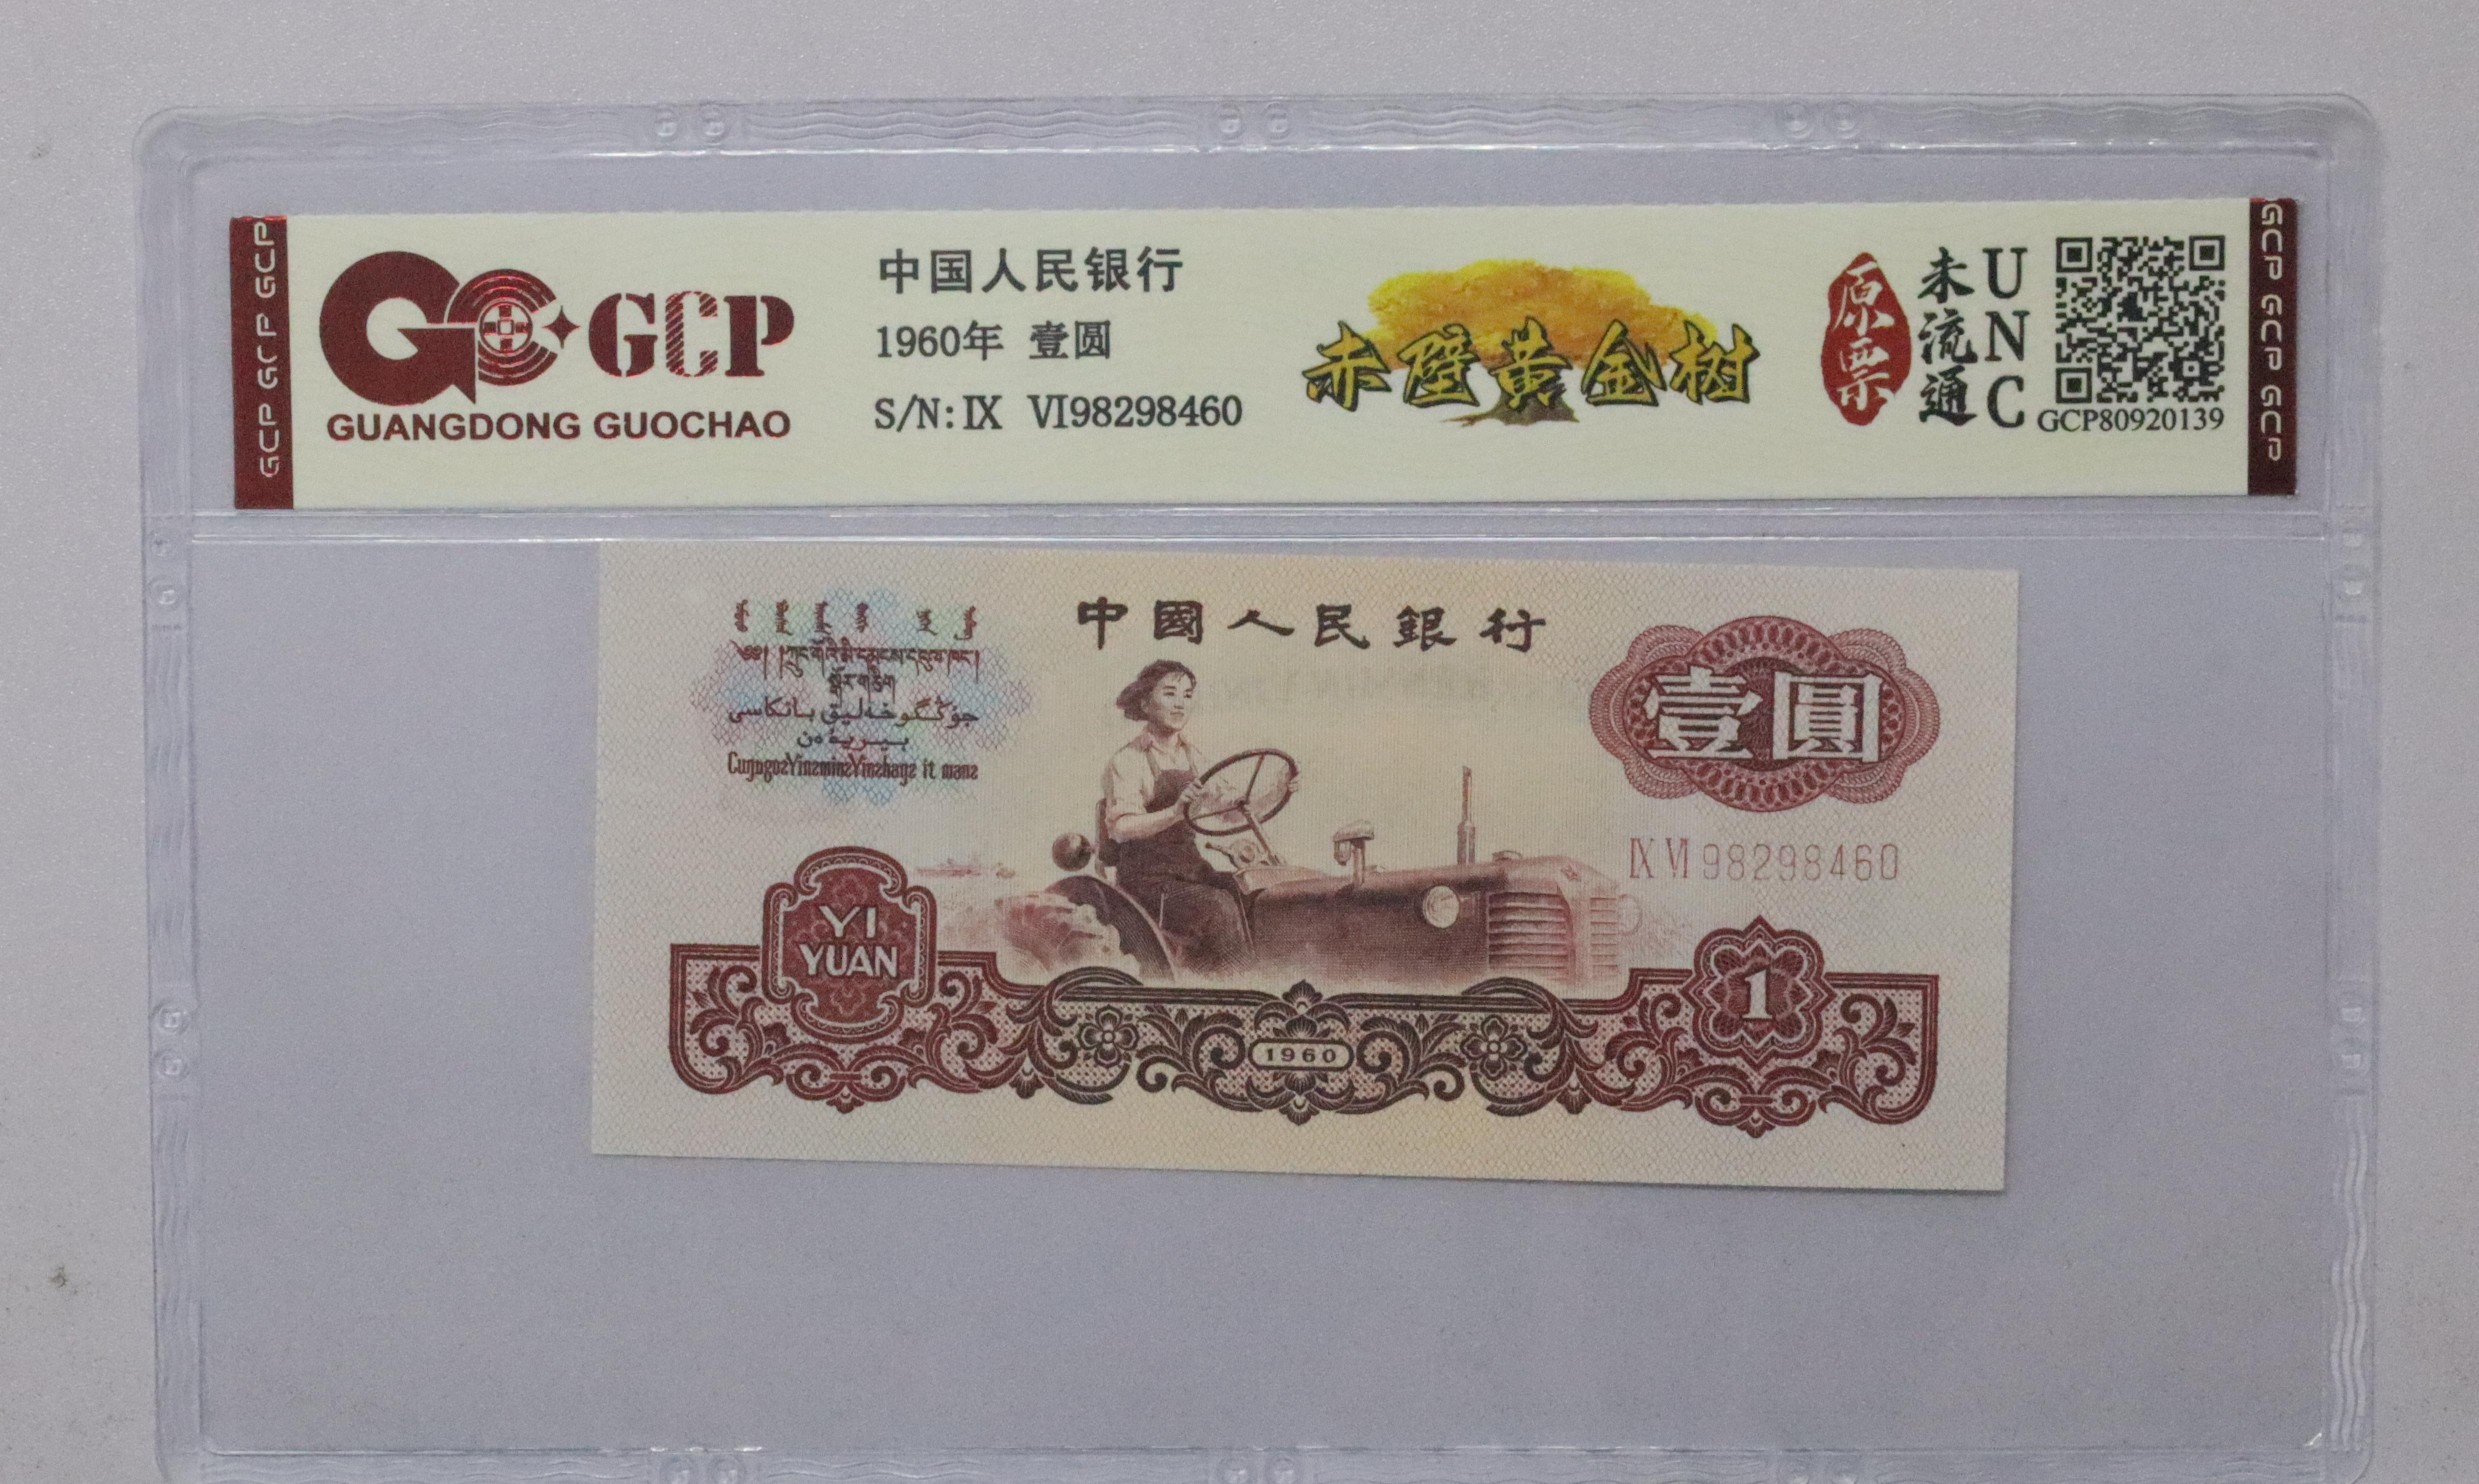 GCP GCP GCP
GCP
GUANGDONG GUOCHAO
中国人民银行
1960年 壹圆
S/N: IX VI98298460
赤壁黄金树
原票
未流通
UNC
GCP80920139
GCP GCP GCP
中國人民銀行
壹圓
IX VI 98298460
YI
YUAN
1960
1